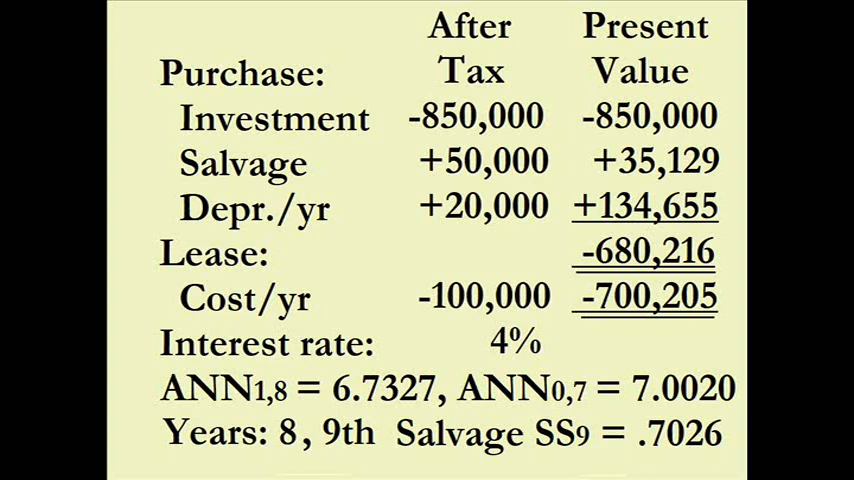 After Present
Purchase: Tax Value
Investment -850,000 -850,000
Salvage +50,000 +35,129
Depr./yr +20,000 +134,655
Lease: -680,216
Cost/yr -100,000 -700,205
Interest rate: 4%
ANN1,8 = 6.7327, ANN0,7 = 7.0020
Years: 8, 9th Salvage SS9 = .7026